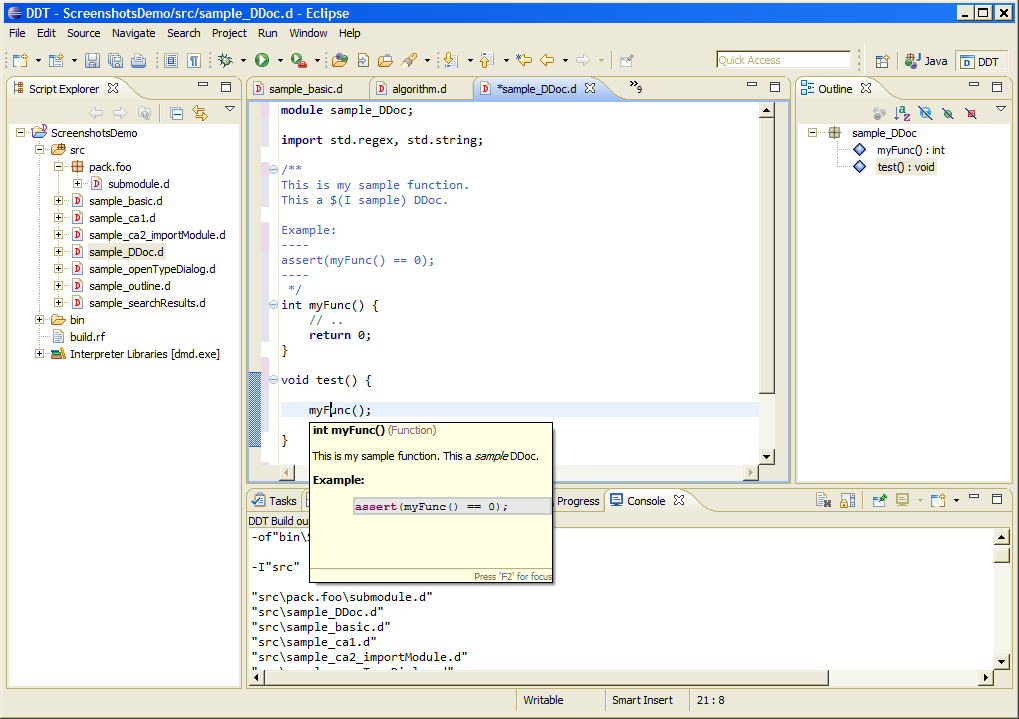 DDT - ScreenshotsDemo/src/sample_DDoc.d - Eclipse
File Edit Source Navigate Search Project Run Window Help
Quick Access
Java
DDT
Script Explorer
ScreenshotsDemo
src
pack.foo
submodule.d
sample_basic.d
sample_ca1.d
sample_ca2_importModule.d
sample_DDoc.d
sample_openTypeDialog.d
sample_outline.d
sample_searchResults.d
bin
build.rf
Interpreter Libraries [dmd.exe]
sample_basic.d
algorithm.d
*sample_DDoc.d
»9
module sample_DDoc;
import std.regex, std.string;
/**
This is my sample function.
This a $(I sample) DDoc.
Example:
----
assert(myFunc() == 0);
----
*/
int myFunc() {
// ..
return 0;
}
void test() {
myFunc();
}
int myFunc() (Function)
This is my sample function. This a sample DDoc.
Example:
assert(myFunc() == 0);
Press 'F2' for focus
Outline
sample_DDoc
myFunc() : int
test() : void
Tasks
Progress
Console
DDT Build ou
-of"bin\
-I"src"
"src\pack.foo\submodule.d"
"src\sample_DDoc.d"
"src\sample_basic.d"
"src\sample_ca1.d"
"src\sample_ca2_importModule.d"
Writable
Smart Insert
21 : 8